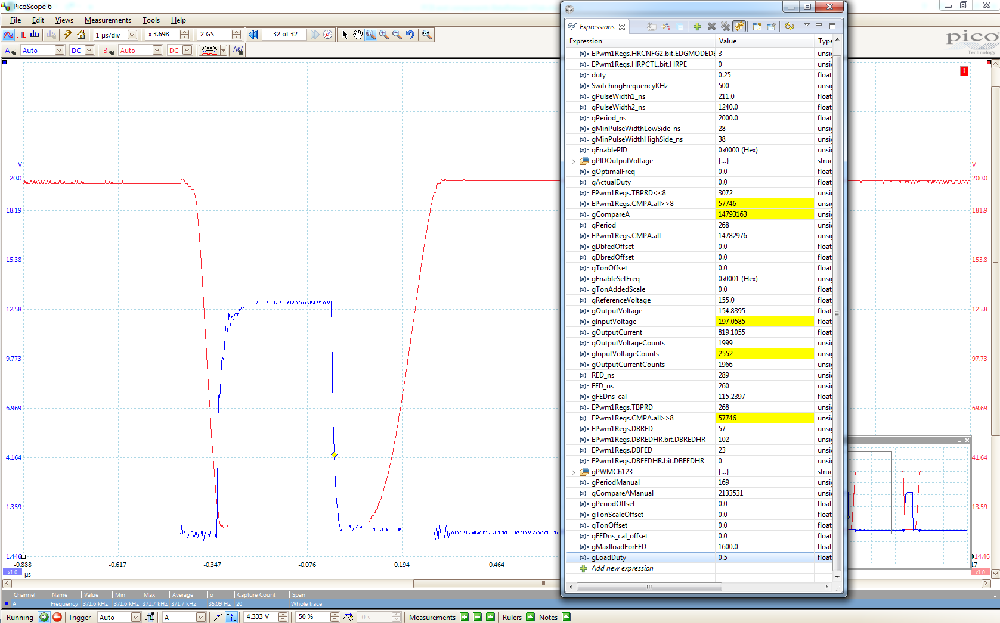 PicoScope 6
File Edit Views Measurements Tools Help
1 µs/div x 3.698 2 GS 32 of 32
A Auto DC B Auto DC
pico
Technology
V
20.0
18.19
15.38
12.58
9.773
6.969
4.164
1.359
-1.446
-0.888 -0.617 -0.347 -0.076 0.194 0.464
x1.0 µs
V
200.0
181.9
153.8
125.8
97.73
69.69
41.64
13.59
-14.46
17
x1.0
Expressions
Expression Value Type
(x)= EPwm1Regs.HRCNFG2.bit.EDGMODEDB 3 unsi
(x)= EPwm1Regs.HRPCTL.bit.HRPE 0 unsi
(x)= duty 0.25 float
(x)= SwitchingFrequencyKHz 500 unsi
(x)= gPulseWidth1_ns 211.0 float
(x)= gPulseWidth2_ns 1240.0 float
(x)= gPeriod_ns 2000.0 float
(x)= gMinPulseWidthLowSide_ns 28 unsi
(x)= gMinPulseWidthHighSide_ns 38 unsi
(x)= gEnablePID 0x0000 (Hex) unsi
gPIDOutputVoltage {...} struc
(x)= gOptimalFreq 0.0 float
(x)= gActualDuty 0.0 float
(x)= EPwm1Regs.TBPRD<<8 3072 unsi
(x)= EPwm1Regs.CMPA.all>>8 57746 unsi
(x)= gCompareA 14793163 unsi
(x)= gPeriod 268 unsi
(x)= EPwm1Regs.CMPA.all 14782976 unsi
(x)= gDbfedOffset 0.0 float
(x)= gDbredOffset 0.0 float
(x)= gTonOffset 0.0 float
(x)= gEnableSetFreq 0x0001 (Hex) unsi
(x)= gTonAddedScale 0.0 float
(x)= gReferenceVoltage 155.0 float
(x)= gOutputVoltage 154.8395 float
(x)= gInputVoltage 197.0585 float
(x)= gOutputCurrent 819.1055 float
(x)= gOutputVoltageCounts 1999 unsi
(x)= gInputVoltageCounts 2552 unsi
(x)= gOutputCurrentCounts 1966 unsi
(x)= RED_ns 289 unsi
(x)= FED_ns 260 unsi
(x)= gFEDns_cal 115.2397 float
(x)= EPwm1Regs.TBPRD 268 unsi
(x)= EPwm1Regs.CMPA.all>>8 57746 unsi
(x)= EPwm1Regs.DBRED 57 unsi
(x)= EPwm1Regs.DBREDHR.bit.DBREDHR 102 unsi
(x)= EPwm1Regs.DBFED 23 unsi
(x)= EPwm1Regs.DBFEDHR.bit.DBFEDHR 0 unsi
gPWMCh123 {...} struc
(x)= gPeriodManual 169 unsi
(x)= gCompareAManual 2133531 unsi
(x)= gPeriodOffset 0.0 float
(x)= gTonScaleOffset 0.0 float
(x)= gTonOffset 0.0 float
(x)= gFEDns_cal_offset 0.0 float
(x)= gMaxIloadForFED 1600.0 float
(x)= gLoadDuty 0.5 float
Add new expression
Channel Name Value Min Max Average σ Capture Count Span
A Frequency 371.6 kHz 371.6 kHz 371.7 kHz 371.7 kHz 35.09 Hz 20 Whole trace
Running Trigger Auto A 4.333 V 50 % 0 s Measurements Rulers Notes